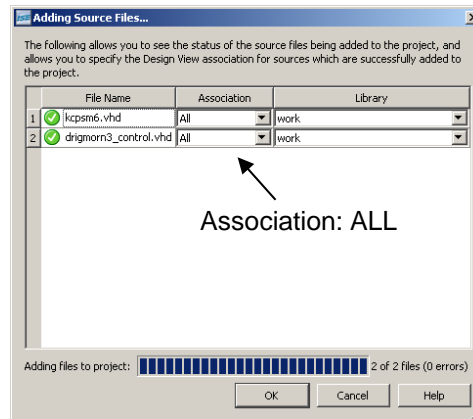 Adding Source Files...
The following allows you to see the status of the source files being added to the project, and
allows you to specify the Design View association for sources which are successfully added to
the project.
File Name Association Library
1 kcpsm6.vhd All work
2 drigmorn3_control.vhd All work
Association: ALL
Adding files to project: 2 of 2 files (0 errors)
OK Cancel Help